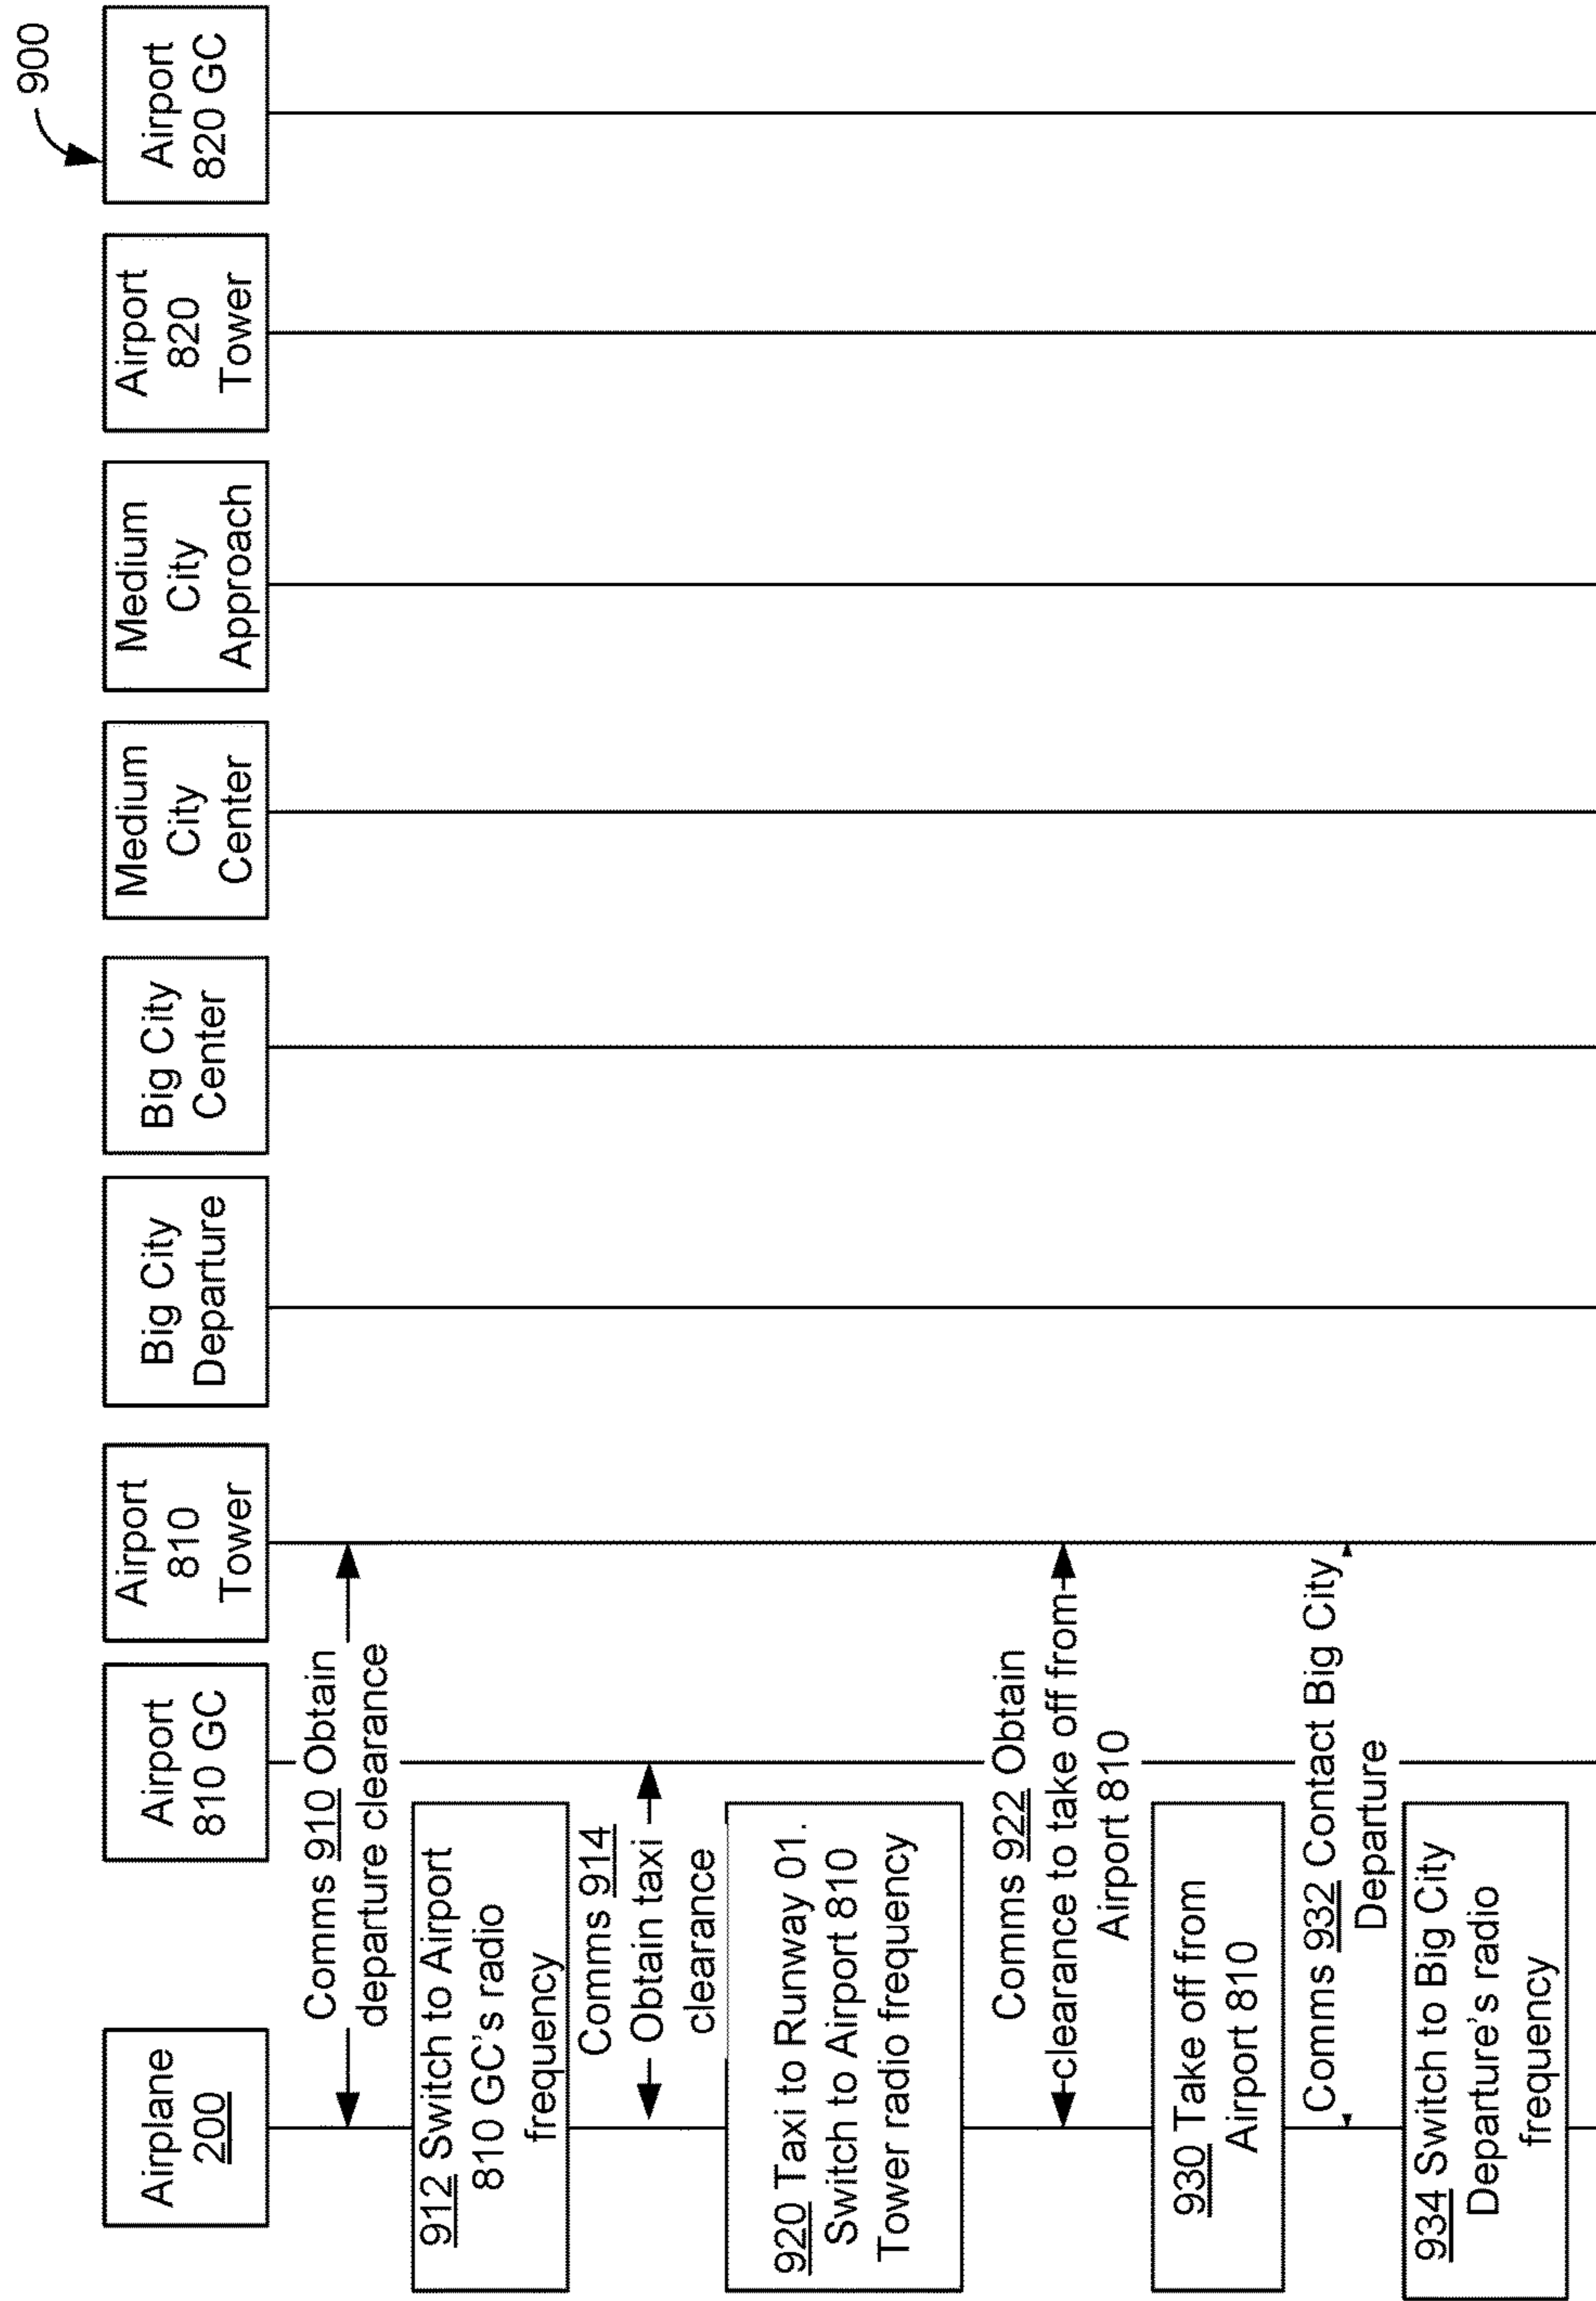 900
Airplane
200
Airport
810 GC
Airport
810
Tower
Big City
Departure
Big City
Center
Medium
City
Center
Medium
City
Approach
Airport
820
Tower
Airport
820 GC
Comms 910 Obtain
departure clearance
912 Switch to Airport
810 GC's radio
frequency
Comms 914
Obtain taxi
clearance
920 Taxi to Runway 01.
Switch to Airport 810
Tower radio frequency
Comms 922 Obtain
clearance to take off from
Airport 810
930 Take off from
Airport 810
Comms 932 Contact Big City
Departure
934 Switch to Big City
Departure's radio
frequency